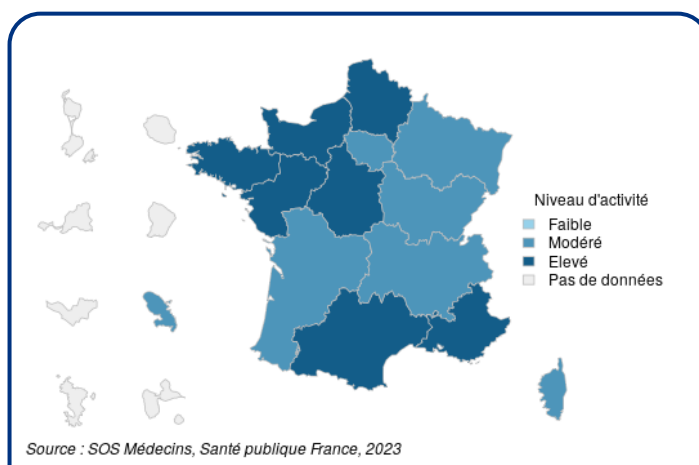 Niveau d'activité
Faible
Modéré
Elevé
Pas de données
Source : SOS Médecins, Santé publique France, 2023